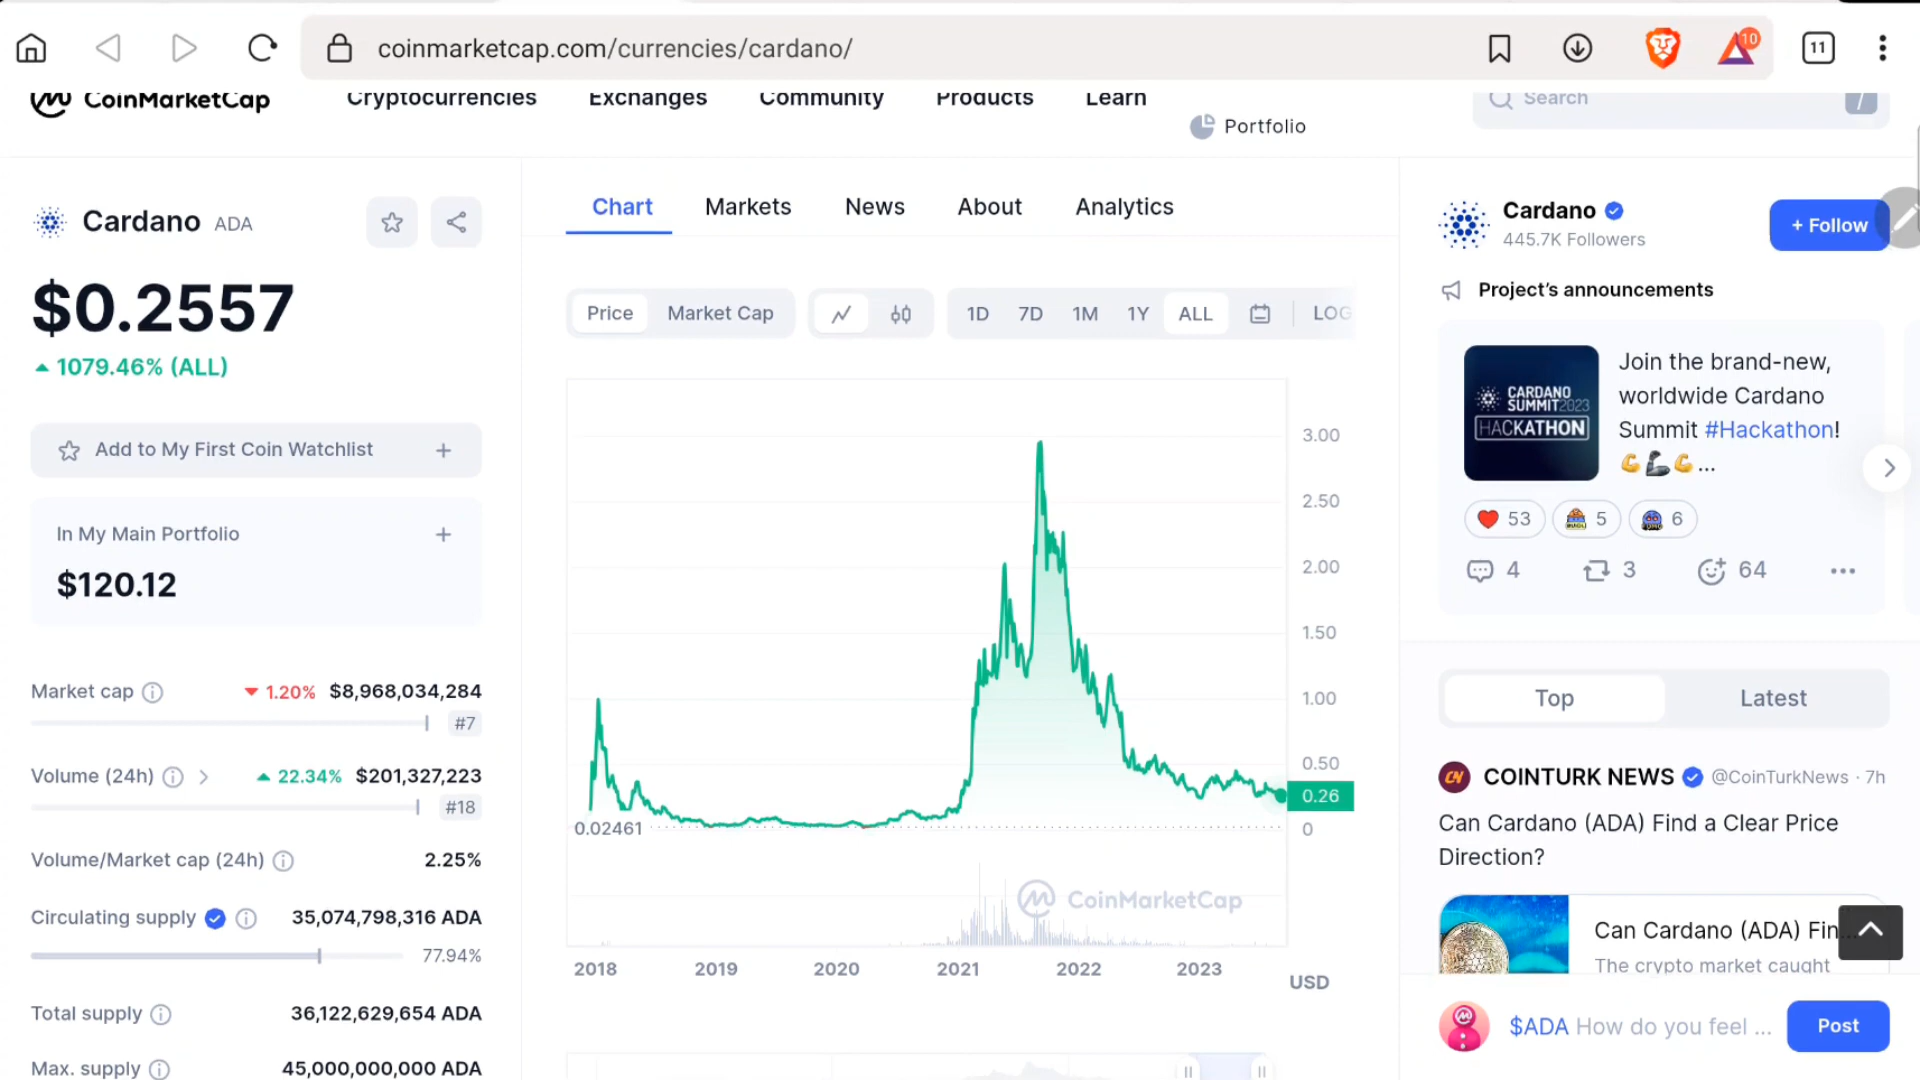 coinmarketcap.com/currencies/cardano/
10
11
CoinMarketCap
Cryptocurrencies
Exchanges
Community
Products
Learn
Portfolio
Search
/
Cardano ADA
$0.2557
1079.46% (ALL)
Add to My First Coin Watchlist
In My Main Portfolio
$120.12
Market cap 1.20% $8,968,034,284
#7
Volume (24h) 22.34% $201,327,223
#18
Volume/Market cap (24h) 2.25%
Circulating supply 35,074,798,316 ADA
77.94%
Total supply 36,122,629,654 ADA
Max. supply 45,000,000,000 ADA
Chart Markets News About Analytics
Price Market Cap 1D 7D 1M 1Y ALL LOG
3.00
2.50
2.00
1.50
1.00
0.50
0.26
0.02461
0
CoinMarketCap
2018 2019 2020 2021 2022 2023
USD
Cardano
445.7K Followers
+ Follow
Project's announcements
CARDANO
SUMMIT2023
HACKATHON
Join the brand-new,
worldwide Cardano
Summit #Hackathon!
...
53 5 6
4 3 64
Top Latest
COINTURK NEWS @CoinTurkNews · 7h
Can Cardano (ADA) Find a Clear Price
Direction?
Can Cardano (ADA) Fin...
The crypto market caught
$ADA How do you feel ...
Post